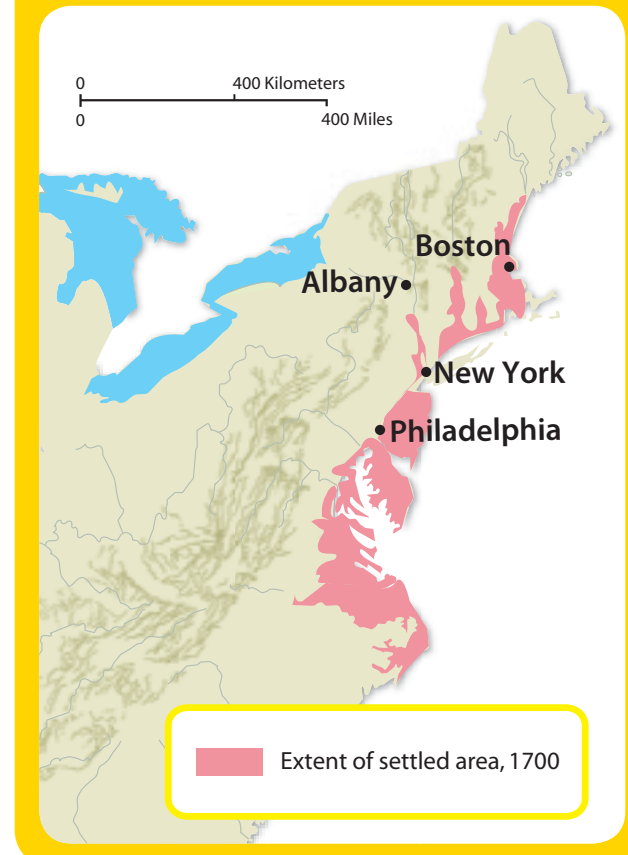 0 400 Kilometers
0 400 Miles
Boston
Albany
New York
Philadelphia
Extent of settled area, 1700